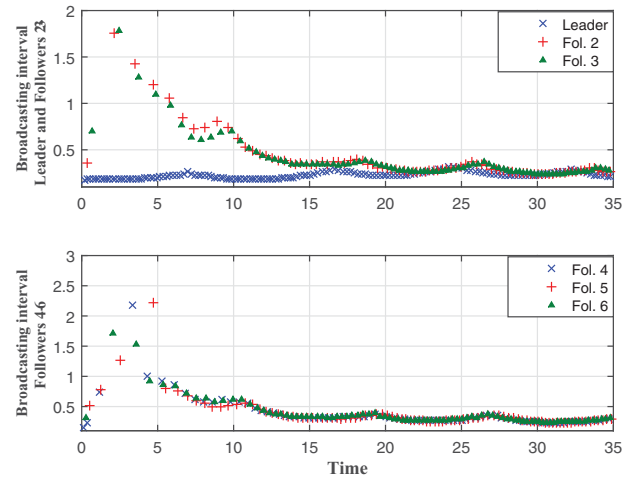 Broadcasting interval
Leader and Followers 23
2
1.5
1
0.5
0 5 10 15 20 25 30 35
Leader
Fol. 2
Fol. 3
Broadcasting interval
Followers 4-6
3
2.5
2
1.5
1
0.5
0 5 10 15 20 25 30 35
Fol. 4
Fol. 5
Fol. 6
Time